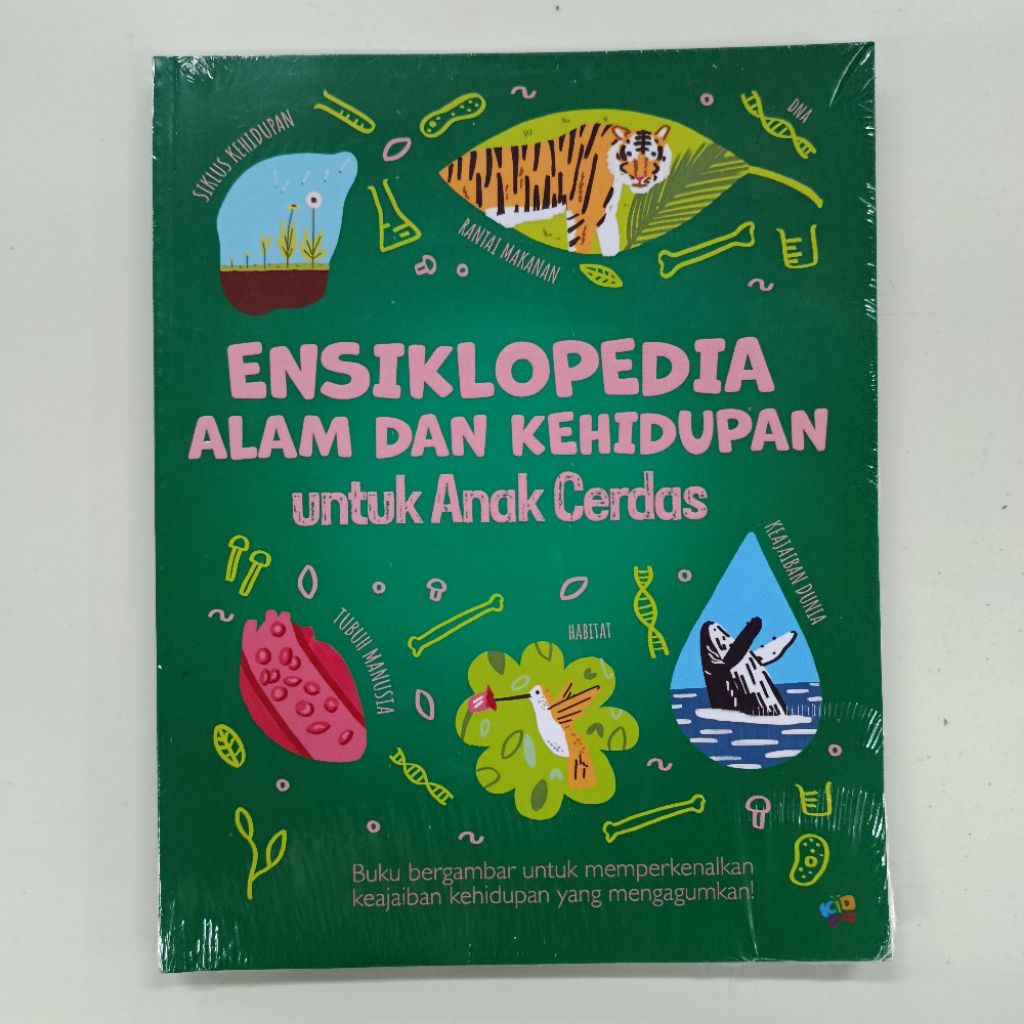 SIKLUS KEHIDUPAN
DNA
RANTAI MAKANAN
ENSIKLOPEDIA
ALAM DAN KEHIDUPAN
untuk Anak Cerdas
KEAJAIBAN DUNIA
TUBUH MANUSIA
HABITAT
Buku bergambar untuk memperkenalkan
keajaiban kehidupan yang mengagumkan!
KID